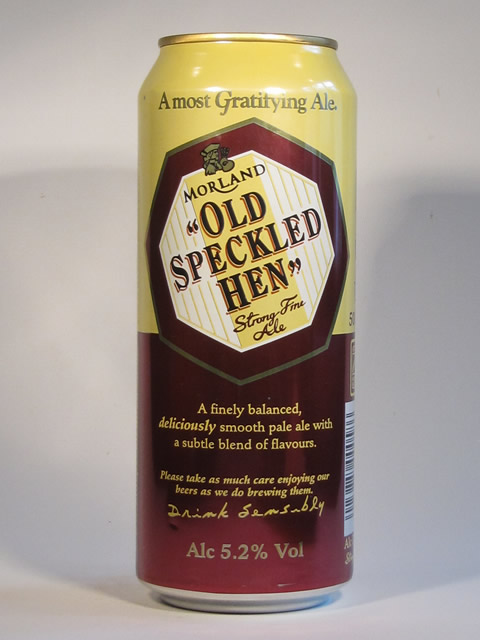 A most Gratifying Ale.
MORLAND
"OLD
SPECKLED
HEN"
Strong Fine
Ale
A finely balanced,
deliciously smooth pale ale with
a subtle blend of flavours.
Please take as much care enjoying our
beers as we do brewing them.
Drink Sensibly
Alc 5.2% Vol